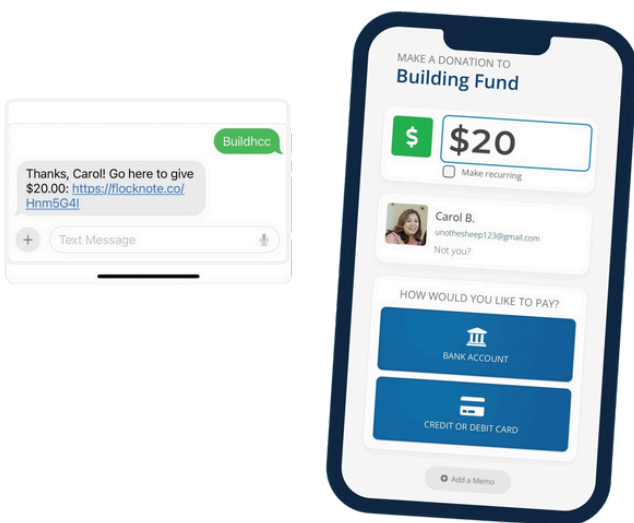 Buildhcc
Thanks, Carol! Go here to give
$20.00: https://flocknote.co/
Hnm5G4I
+
Text Message
MAKE A DONATION TO
Building Fund
$
$20
Make recurring
Carol B.
unothesheep123@gmail.com
Not you?
HOW WOULD YOU LIKE TO PAY?
BANK ACCOUNT
CREDIT OR DEBIT CARD
Add a Memo